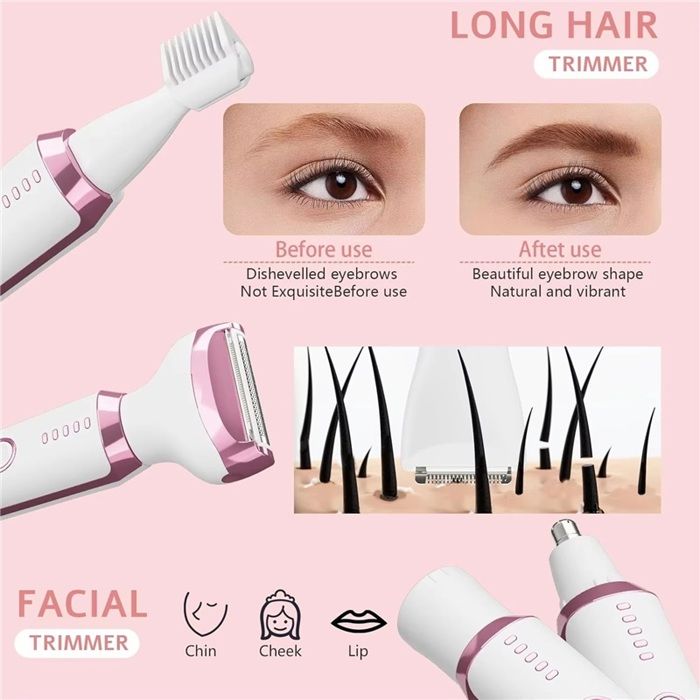 LONG HAIR
TRIMMER
Before use
Dishevelled eyebrows
Not ExquisiteBefore use
Aftet use
Beautiful eyebrow shape
Natural and vibrant
FACIAL
TRIMMER
Chin
Cheek
Lip